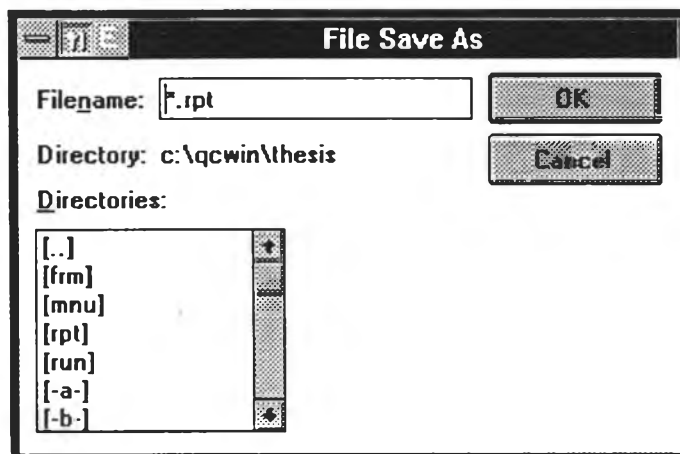 File Save As
Filename: *.rpt OK
Directory: c:\qcwin\thesis Cancel
Directories:
[..]
[frm]
[mnu]
[rpt]
[run]
[-a-]
[-b-]